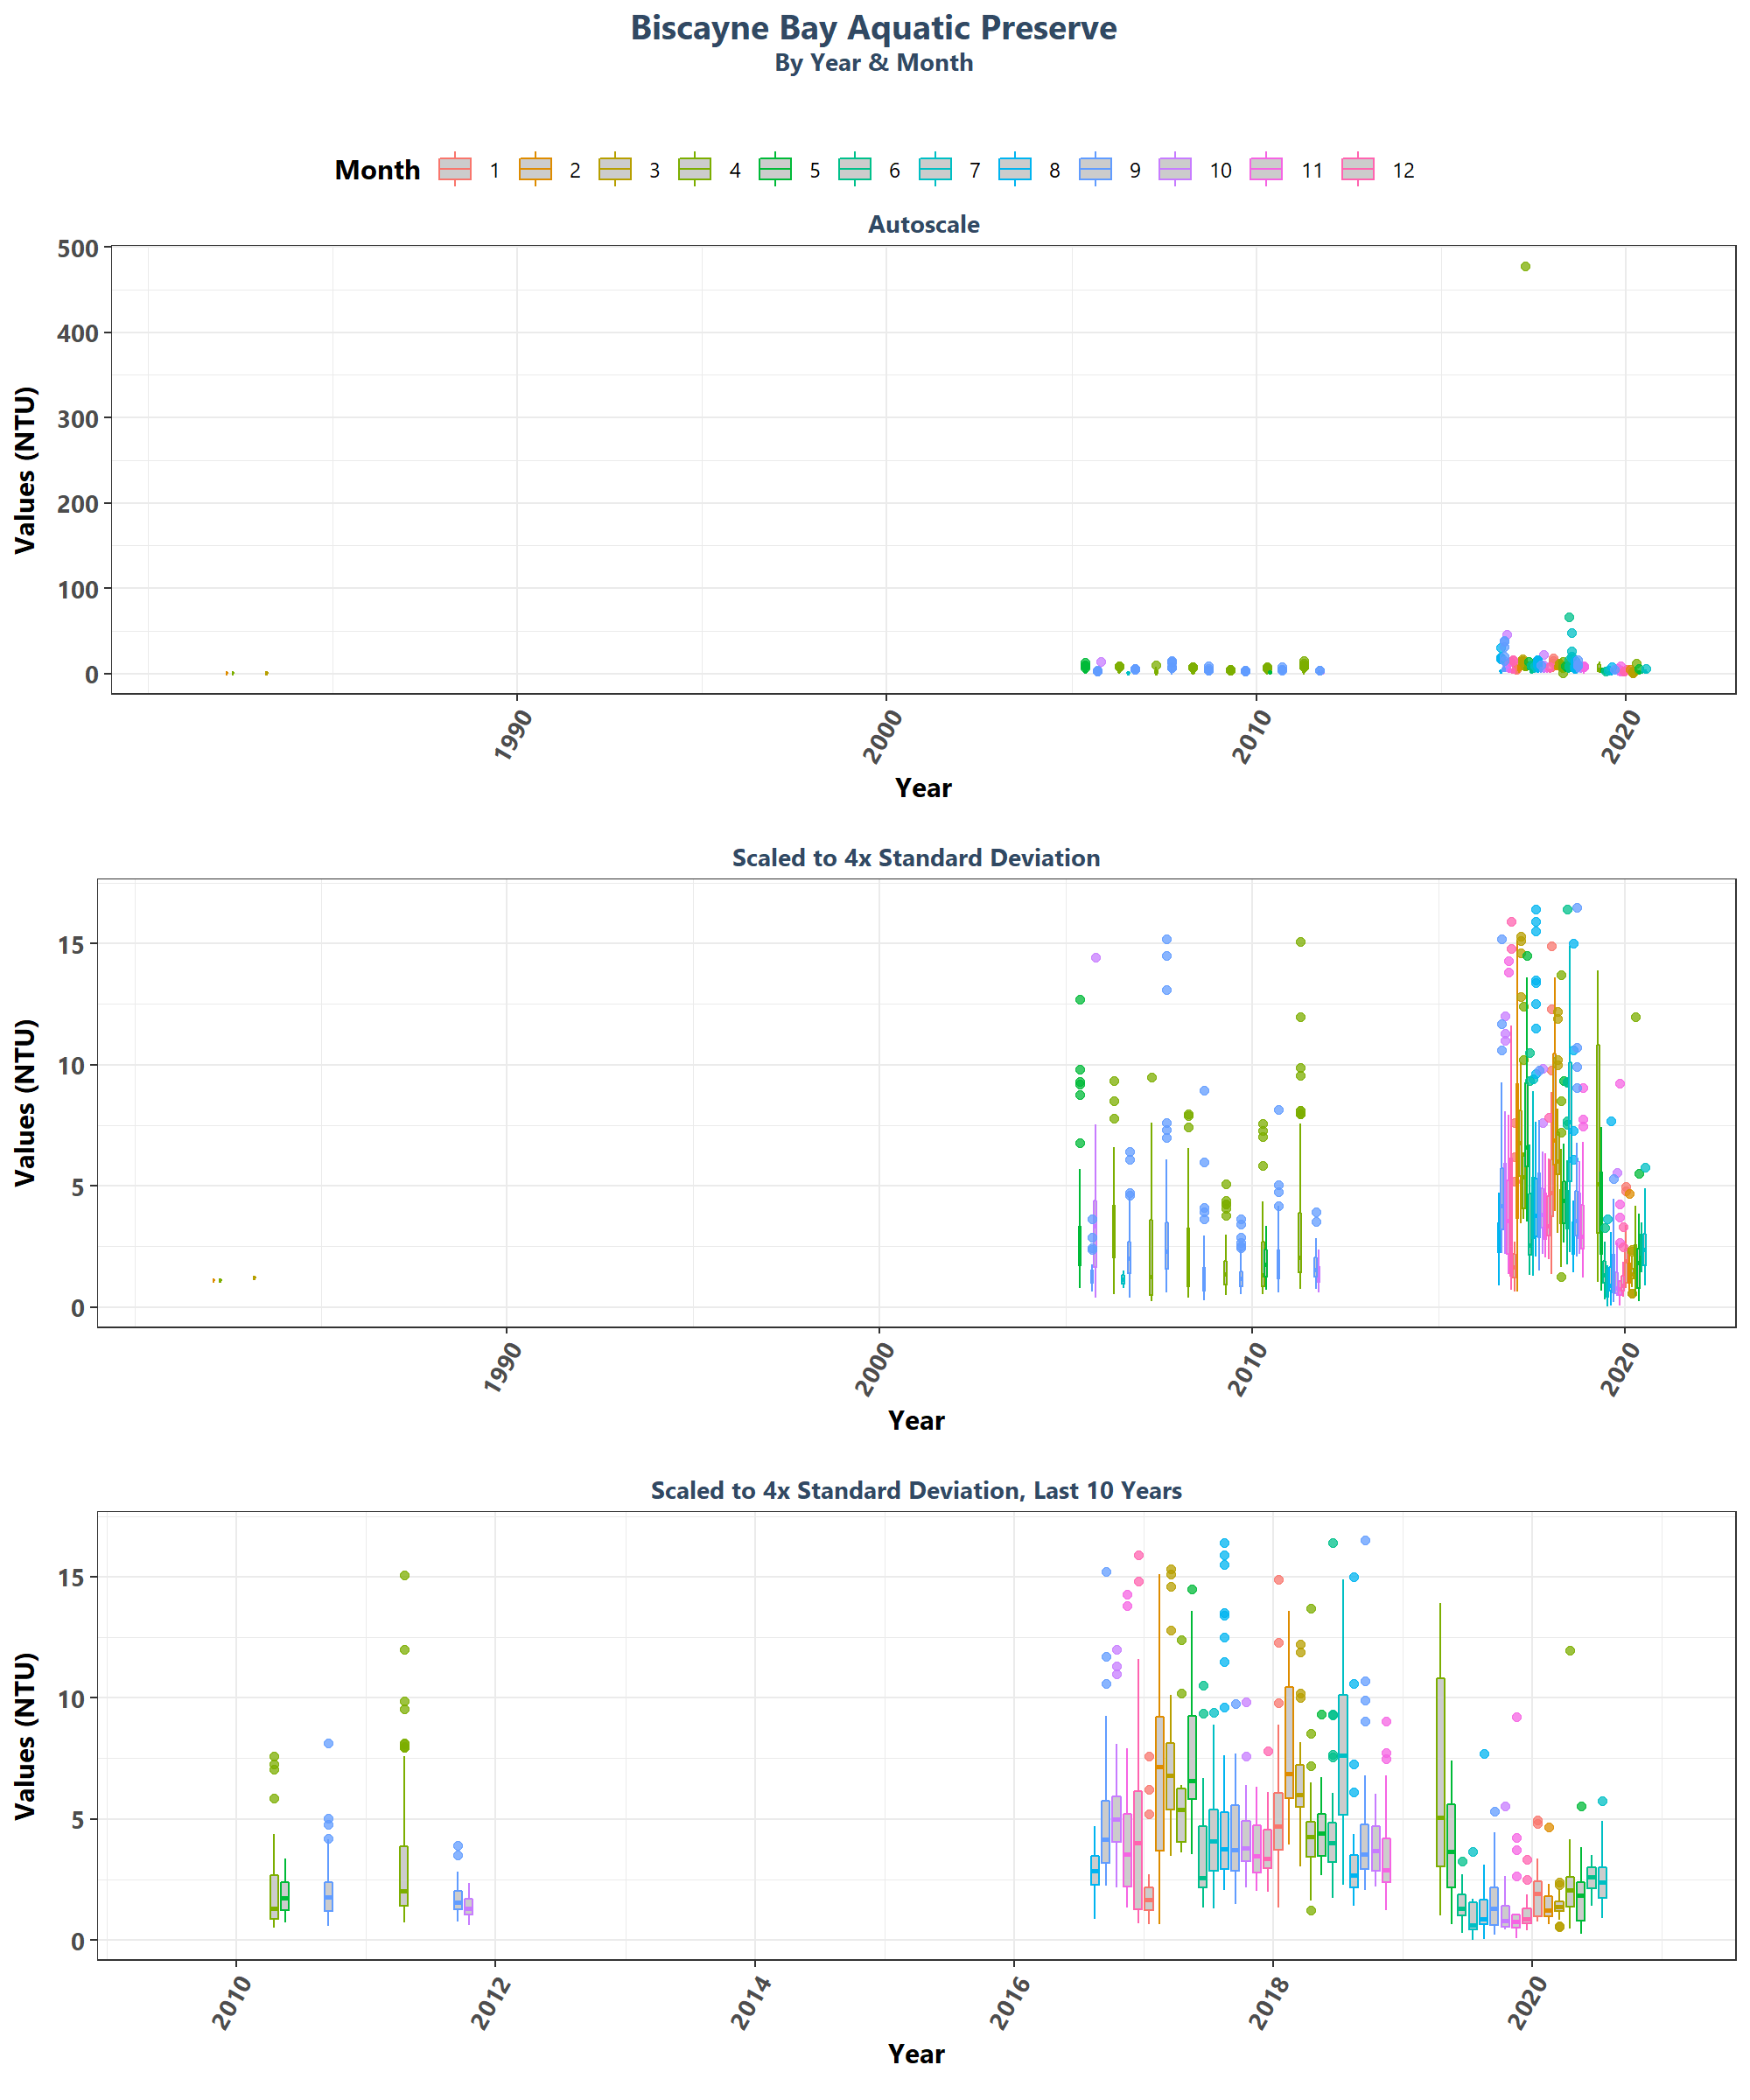 Biscayne Bay Aquatic Preserve
By Year & Month
Month 1 2 3 4 5 6 7 8 9 10 11 12
Autoscale
500
400
300
200
100
0
Values (NTU)
1990 2000 2010 2020
Year
Scaled to 4x Standard Deviation
15
10
5
0
Values (NTU)
1990 2000 2010 2020
Year
Scaled to 4x Standard Deviation, Last 10 Years
15
10
5
0
Values (NTU)
2010 2012 2014 2016 2018 2020
Year